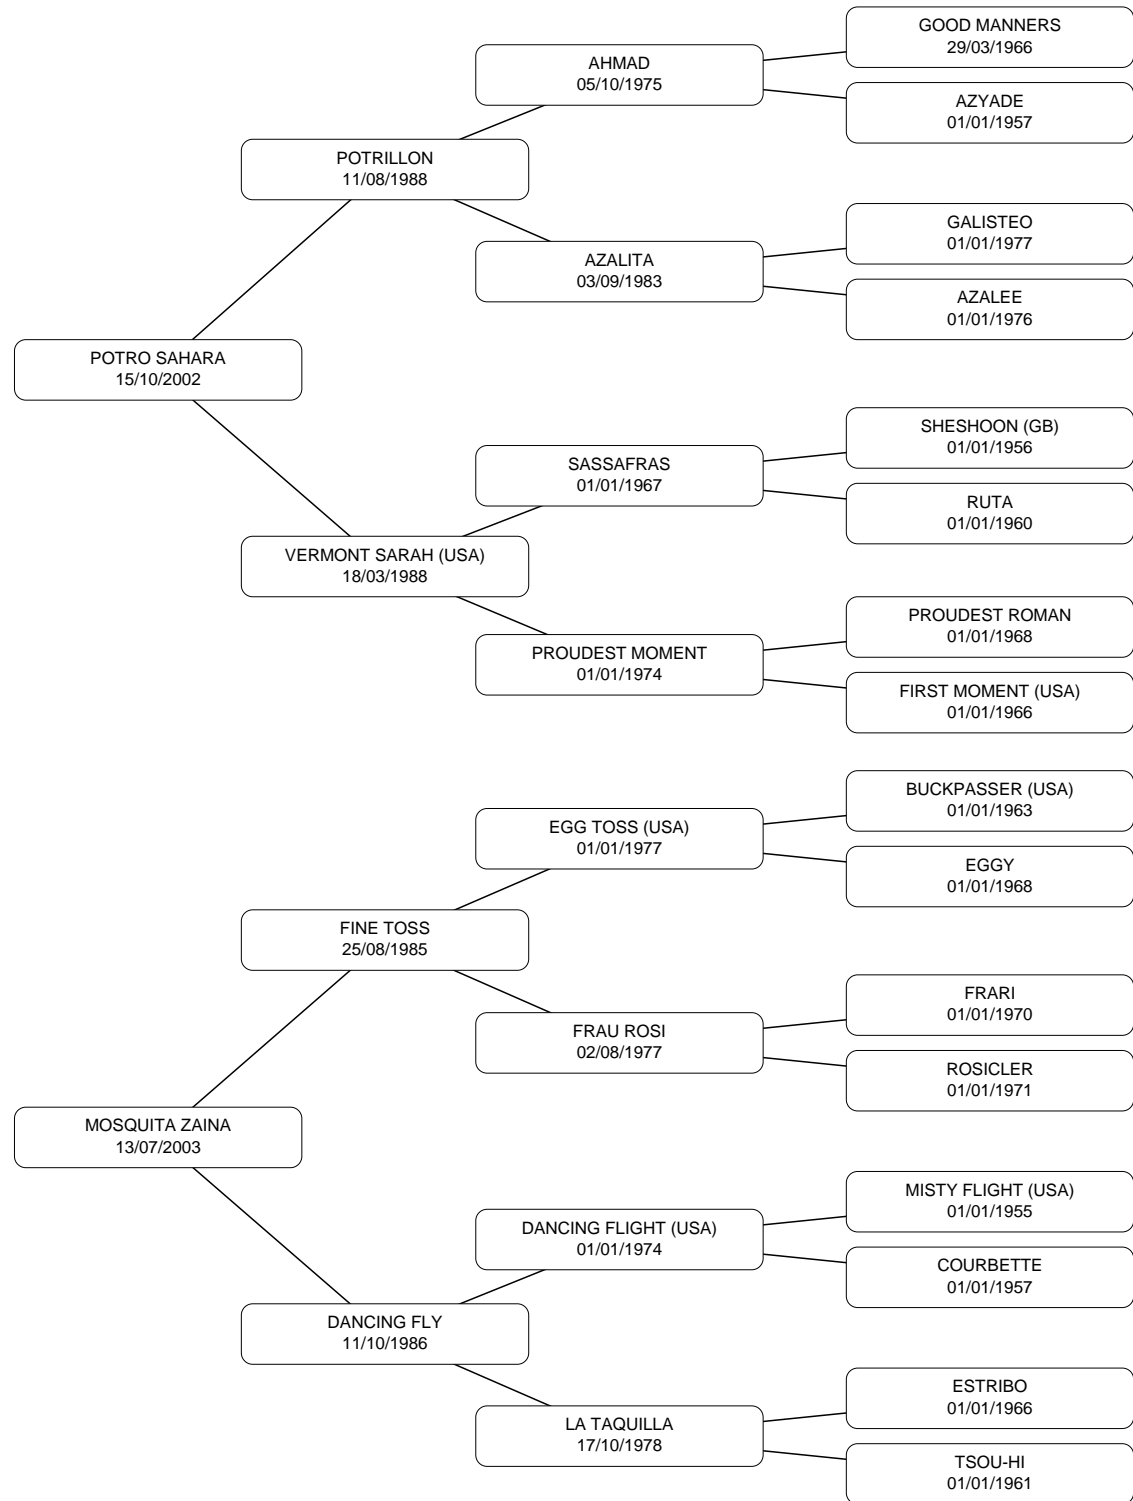 GOOD MANNERS
29/03/1966
AHMAD
05/10/1975
AZYADE
01/01/1957
POTRILLON
11/08/1988
GALISTEO
01/01/1977
AZALITA
03/09/1983
AZALEE
01/01/1976
POTRO SAHARA
15/10/2002
SHESHOON (GB)
01/01/1956
SASSAFRAS
01/01/1967
RUTA
01/01/1960
VERMONT SARAH (USA)
18/03/1988
PROUDEST ROMAN
01/01/1968
PROUDEST MOMENT
01/01/1974
FIRST MOMENT (USA)
01/01/1966
BUCKPASSER (USA)
01/01/1963
EGG TOSS (USA)
01/01/1977
EGGY
01/01/1968
FINE TOSS
25/08/1985
FRARI
01/01/1970
FRAU ROSI
02/08/1977
ROSICLER
01/01/1971
MOSQUITA ZAINA
13/07/2003
MISTY FLIGHT (USA)
01/01/1955
DANCING FLIGHT (USA)
01/01/1974
COURBETTE
01/01/1957
DANCING FLY
11/10/1986
ESTRIBO
01/01/1966
LA TAQUILLA
17/10/1978
TSOU-HI
01/01/1961